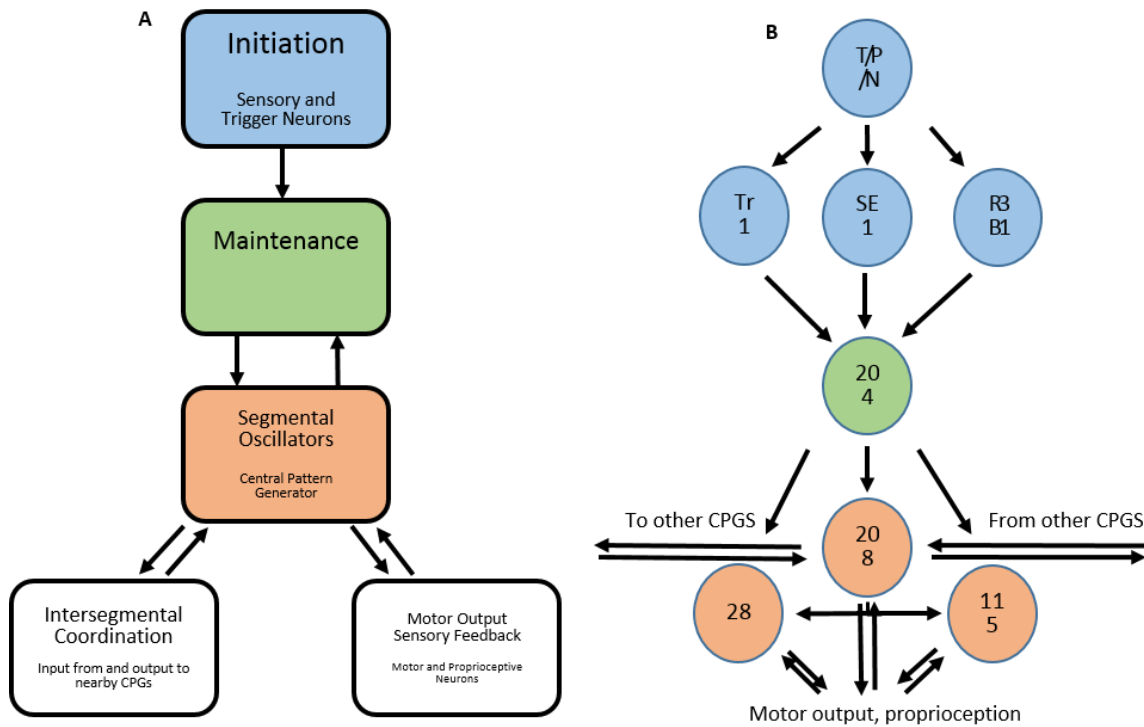 A
Initiation
Sensory and
Trigger Neurons
Maintenance
Segmental
Oscillators
Central Pattern
Generator
Intersegmental
Coordination
Input from and output to
nearby CPGs
Motor Output
Sensory Feedback
Motor and Proprioceptive
Neurons
B
T/P
/N
Tr
1
SE
1
R3
B1
20
4
To other CPGS
From other CPGS
20
8
28
11
5
Motor output, proprioception